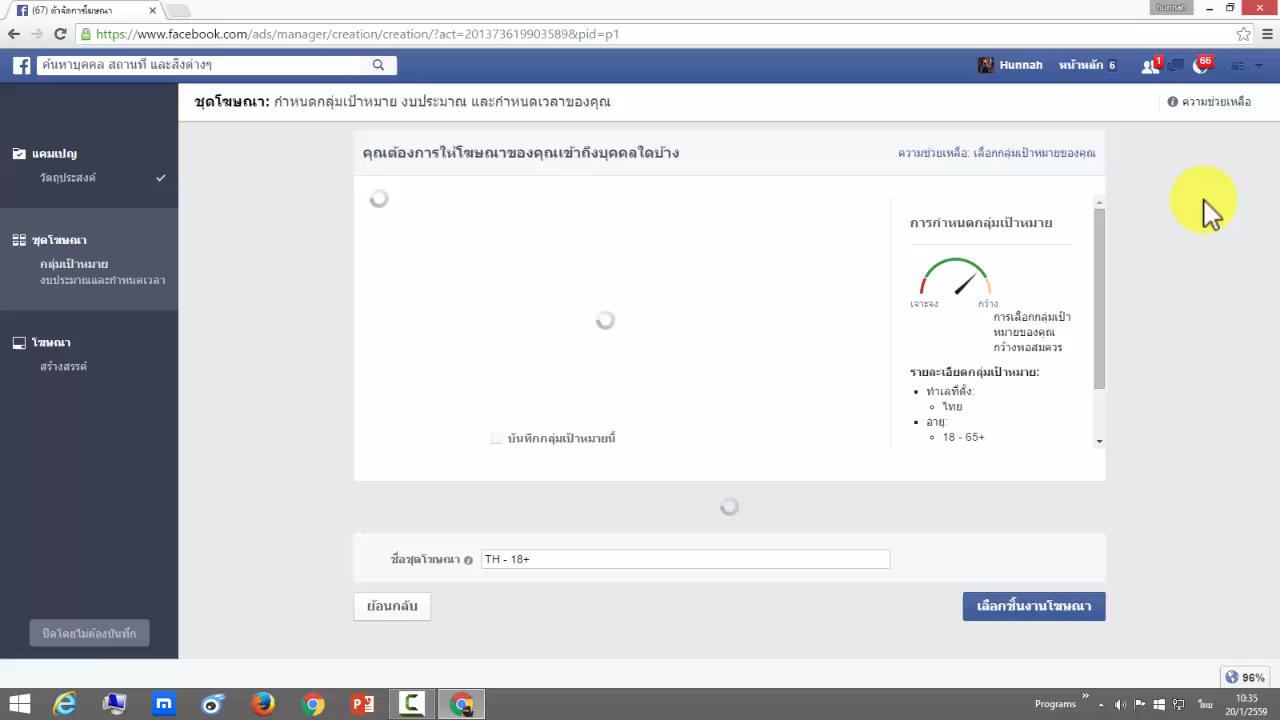 (67) ตัวจัดการโฆษณา
hunnah
https://www.facebook.com/ads/manager/creation/creation/?act=201373619903589&pid=p1
ค้นหาบุคคล สถานที่ และสิ่งต่างๆ
Hunnah
หน้าหลัก 6
1
66
ชุดโฆษณา: กำหนดกลุ่มเป้าหมาย งบประมาณ และกำหนดเวลาของคุณ
ความช่วยเหลือ
แคมเปญ
วัตถุประสงค์
ชุดโฆษณา
กลุ่มเป้าหมาย
งบประมาณและกำหนดเวลา
โฆษณา
สร้างสรรค์
ปิดโดยไม่ต้องบันทึก
คุณต้องการให้โฆษณาของคุณเข้าถึงบุคคลใดบ้าง
ความช่วยเหลือ: เลือกกลุ่มเป้าหมายของคุณ
การกำหนดกลุ่มเป้าหมาย
เจาะจง
กว้าง
การเลือกกลุ่มเป้า
หมายของคุณ
กว้างพอสมควร
รายละเอียดกลุ่มเป้าหมาย:
ทำเลที่ตั้ง:
ไทย
อายุ:
18 - 65+
บันทึกกลุ่มเป้าหมายนี้
ชื่อชุดโฆษณา
TH - 18+
ย้อนกลับ
เลือกชิ้นงานโฆษณา
96%
Programs
ไทย
10:35
20/1/2559